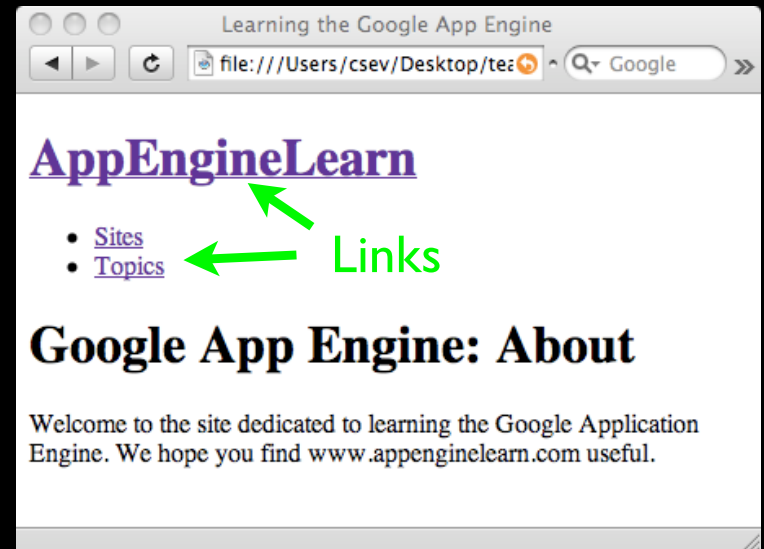 Learning the Google App Engine
file:///Users/csev/Desktop/tea
Google
AppEngineLearn
Sites
Topics
Links
Google App Engine: About
Welcome to the site dedicated to learning the Google Application
Engine. We hope you find www.appenginelearn.com useful.